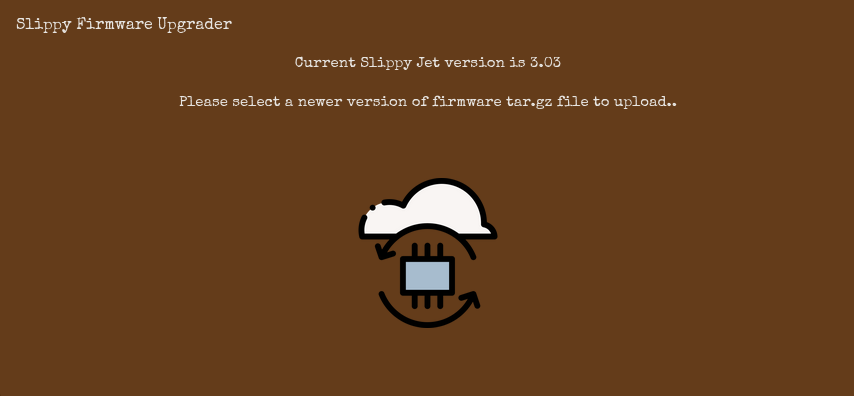 Slippy Firmware Upgrader
Current Slippy Jet version is 3.03
Please select a newer version of firmware tar.gz file to upload..